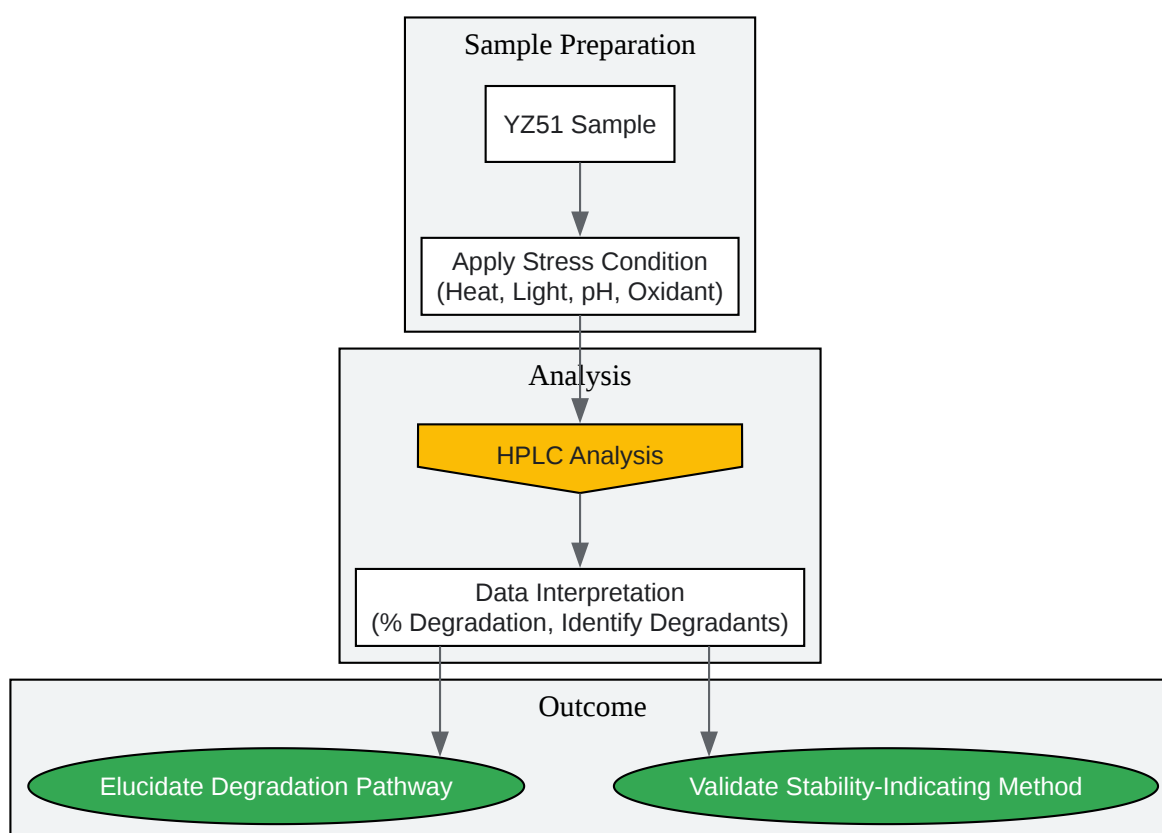 Sample Preparation
YZ51 Sample
Apply Stress Condition
(Heat, Light, pH, Oxidant)
Analysis
HPLC Analysis
Data Interpretation
(% Degradation, Identify Degradants)
Outcome
Elucidate Degradation Pathway
Validate Stability-Indicating Method